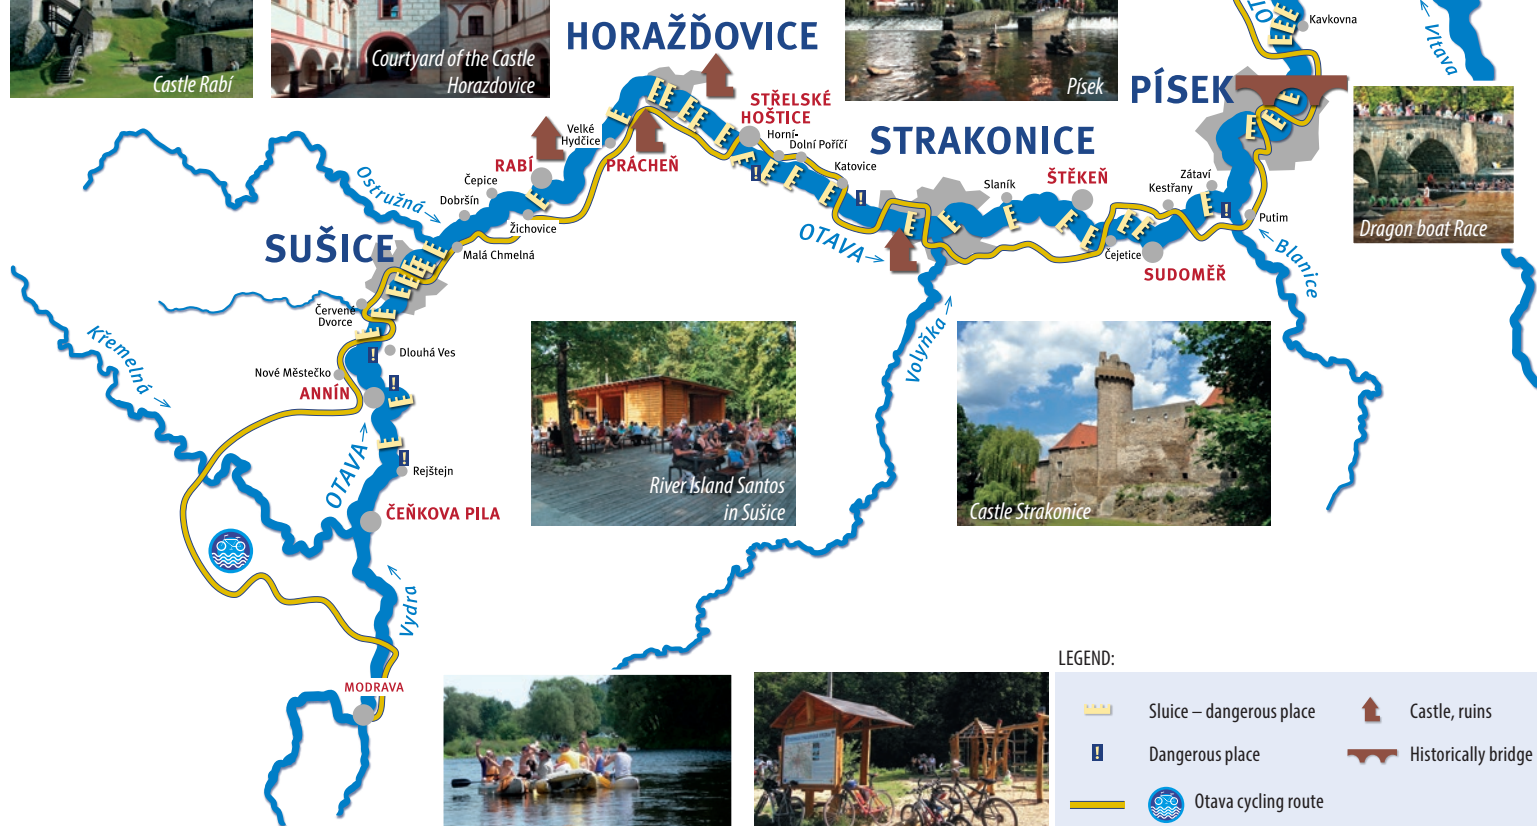 Castle Rabí
Courtyard of the Castle
Horazdovice
HORAŽĎOVICE
Písek
PÍSEK
Kavkovna
OT
Vltava
STŘELSKÉ
HOŠTICE
Horní-
Dolní Poříčí
Katovice
STRAKONICE
Velké
Hydčice
RABÍ
PRÁCHEŇ
Čepice
Dobršín
Žichovice
Ostružná
Malá Chmelná
SUŠICE
Slaník
ŠTĚKEŇ
Zátaví
Kestřany
Putim
Čejetice
SUDOMĚŘ
Blanice
Dragon boat Race
OTAVA
Volyňka
Červené
Dvorce
Dlouhá Ves
Nové Městečko
ANNÍN
Křemelná
OTAVA
Rejštejn
ČEŇKOVA PILA
River Island Santos
in Sušice
Castle Strakonice
Vydra
MODRAVA
LEGEND:
Sluice – dangerous place
Castle, ruins
Dangerous place
Historically bridge
Otava cycling route